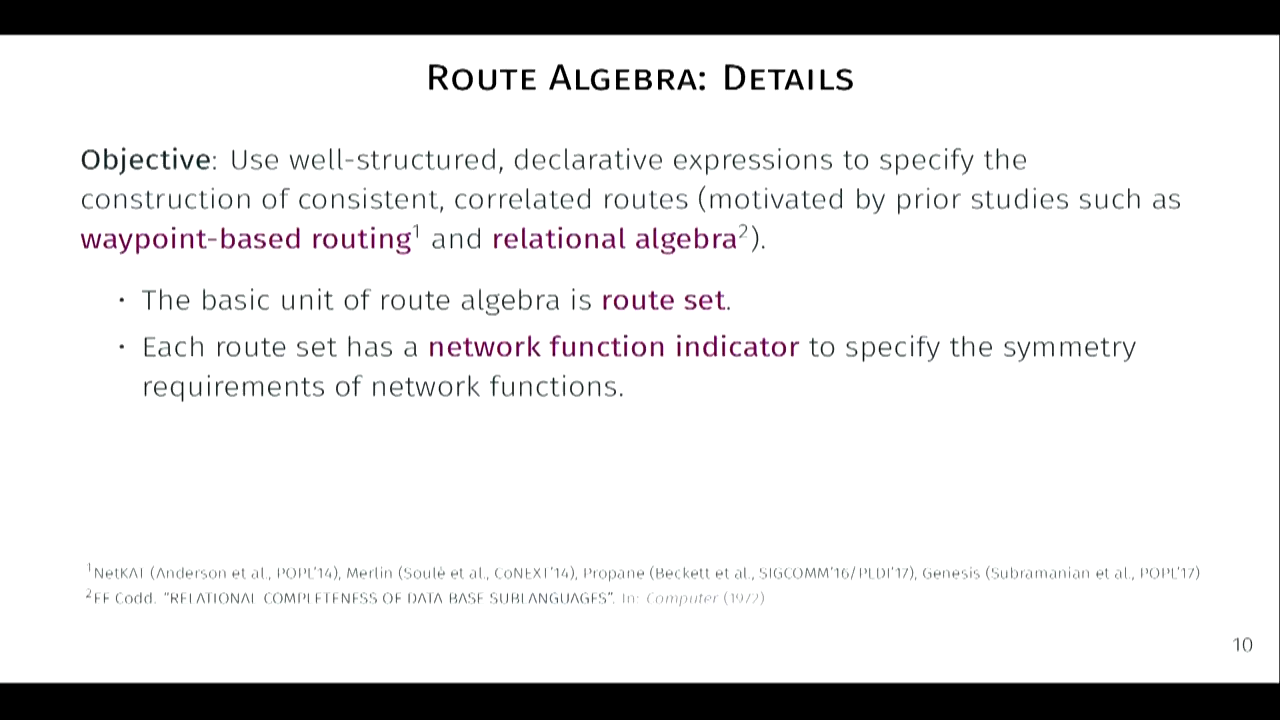 ROUTE ALGEBRA: DETAILS
Objective: Use well-structured, declarative expressions to specify the
construction of consistent, correlated routes (motivated by prior studies such as
waypoint-based routing¹ and relational algebra²).
· The basic unit of route algebra is route set.
· Each route set has a network function indicator to specify the symmetry
requirements of network functions.
¹NetKAT (Anderson et al., POPL'14), Merlin (Soulé et al., CoNEXT'14), Propane (Beckett et al., SIGCOMM'16/PLDI'17), Genesis (Subramanian et al., POPL'17)
²EF Codd. "RELATIONAL COMPLETENESS OF DATA BASE SUBLANGUAGES". In: Computer (1972)
10